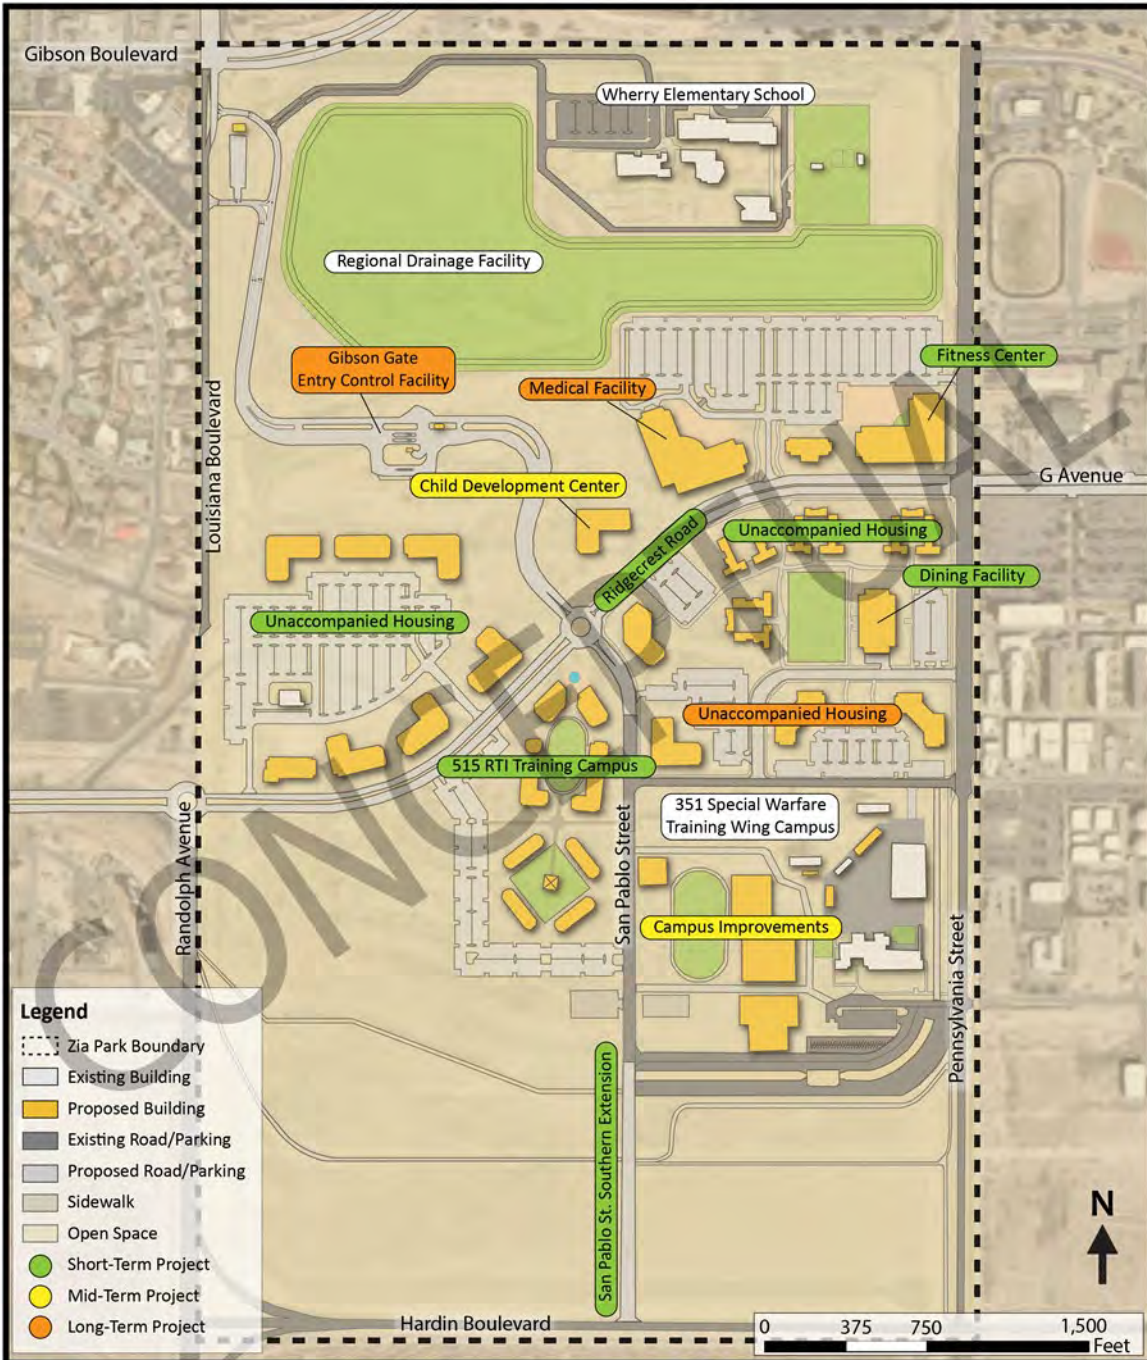 Gibson Boulevard
Wherry Elementary School
Regional Drainage Facility
Gibson Gate
Entry Control Facility
Medical Facility
Fitness Center
Louisiana Boulevard
G Avenue
Child Development Center
Ridgecrest Road
Unaccompanied Housing
Dining Facility
Unaccompanied Housing
Unaccompanied Housing
515 RTI Training Campus
351 Special Warfare
Training Wing Campus
San Pablo Street
Randolph Avenue
Campus Improvements
Pennsylvania Street
CONCEPTUAL
San Pablo St. Southern Extension
Legend
Zia Park Boundary
Existing Building
Proposed Building
Existing Road/Parking
Proposed Road/Parking
Sidewalk
Open Space
Short-Term Project
Mid-Term Project
Long-Term Project
Hardin Boulevard
N
0 375 750 1,500
Feet